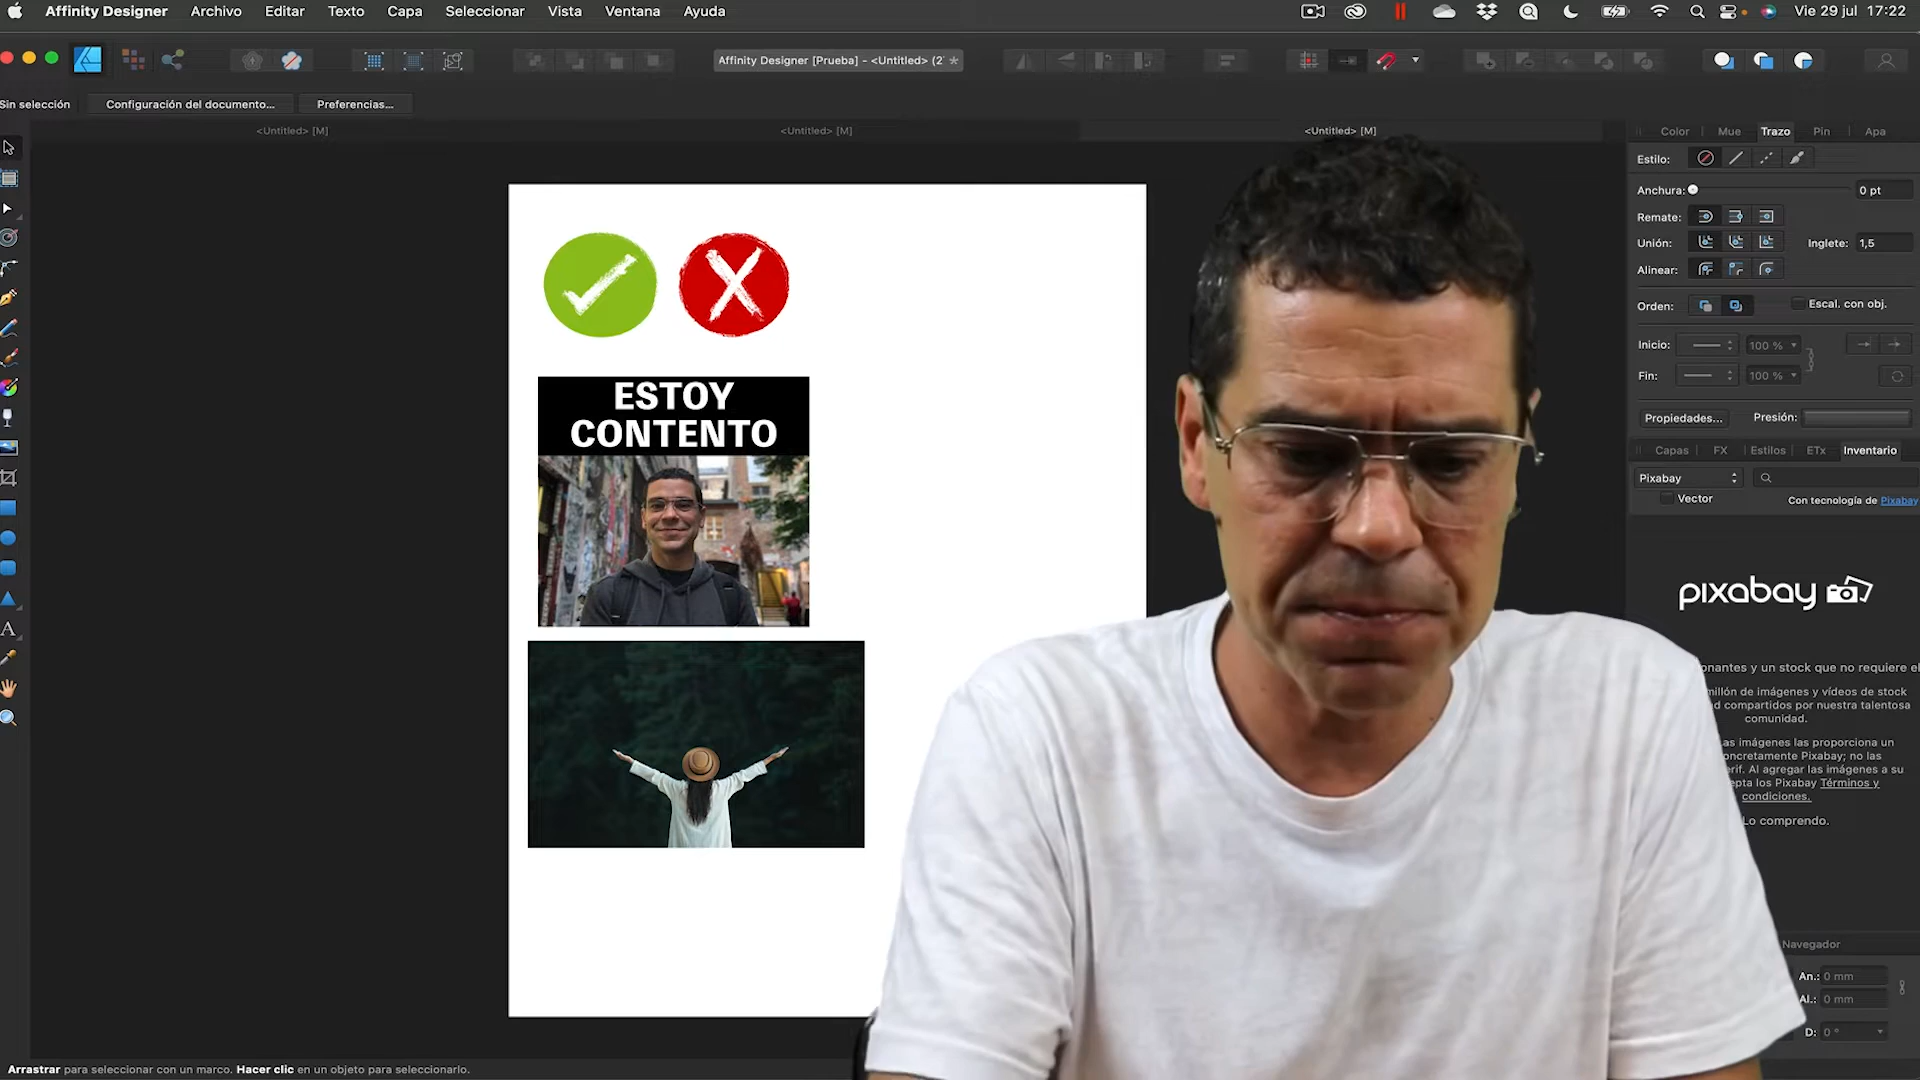 Affinity Designer Archivo Editar Texto Capa Seleccionar Vista Ventana Ayuda Vie 29 jul 17:22
Affinity Designer [Prueba] - <Untitled> (2 *
Sin selección Configuración del documento... Preferencias...
<Untitled> [M] <Untitled> [M] <Untitled> [M]
Color Mue Trazo Pin Apa
Estilo:
Anchura: 0 pt
Remate:
Unión: Inglete: 1,5
Alinear:
Orden: Escal. con obj.
Inicio: 100 %
Fin: 100 %
Propiedades... Presión:
Capas FX Estilos ETx Inventario
Pixabay
Vector Con tecnología de Pixabay
ESTOY
CONTENTO
pixabay
onantes y un stock que no requiere el
millón de imágenes y vídeos de stock
d compartidos por nuestra talentosa
comunidad.
as imágenes las proporciona un
oncretamente Pixabay; no las
erif. Al agregar las imágenes a su
epta los Pixabay Términos y
condiciones.
Lo comprendo.
Navegador
An.: 0 mm
Al.: 0 mm
D: 0 °
Arrastrar para seleccionar con un marco. Hacer clic en un objeto para seleccionarlo.